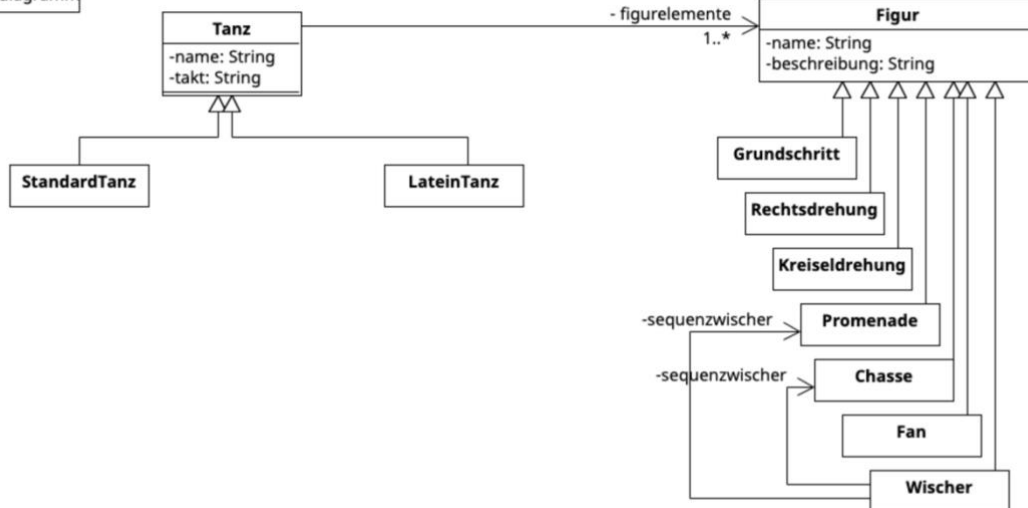 Tanz
-name: String
-takt: String
- figurelemente
1..*
Figur
-name: String
-beschreibung: String
StandardTanz
LateinTanz
Grundschritt
Rechtsdrehung
Kreiseldrehung
-sequenzwischer
Promenade
-sequenzwischer
Chasse
Fan
Wischer